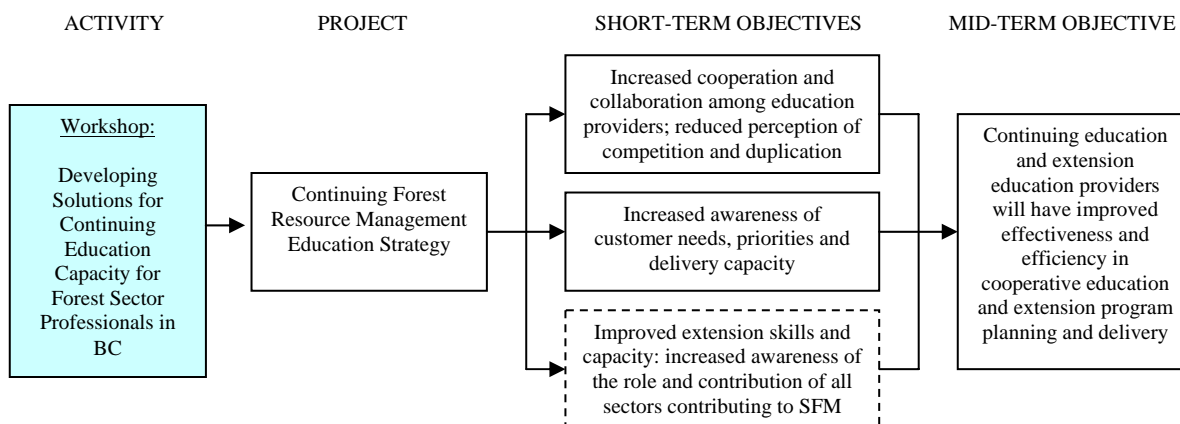 ACTIVITY
PROJECT
SHORT-TERM OBJECTIVES
MID-TERM OBJECTIVE
Workshop:
Developing
Solutions for
Continuing
Education
Capacity for
Forest Sector
Professionals in
BC
Continuing Forest
Resource Management
Education Strategy
Increased cooperation and
collaboration among education
providers; reduced perception of
competition and duplication
Increased awareness of
customer needs, priorities and
delivery capacity
Improved extension skills and
capacity: increased awareness of
the role and contribution of all
sectors contributing to SFM
Continuing education
and extension
education providers
will have improved
effectiveness and
efficiency in
cooperative education
and extension program
planning and delivery